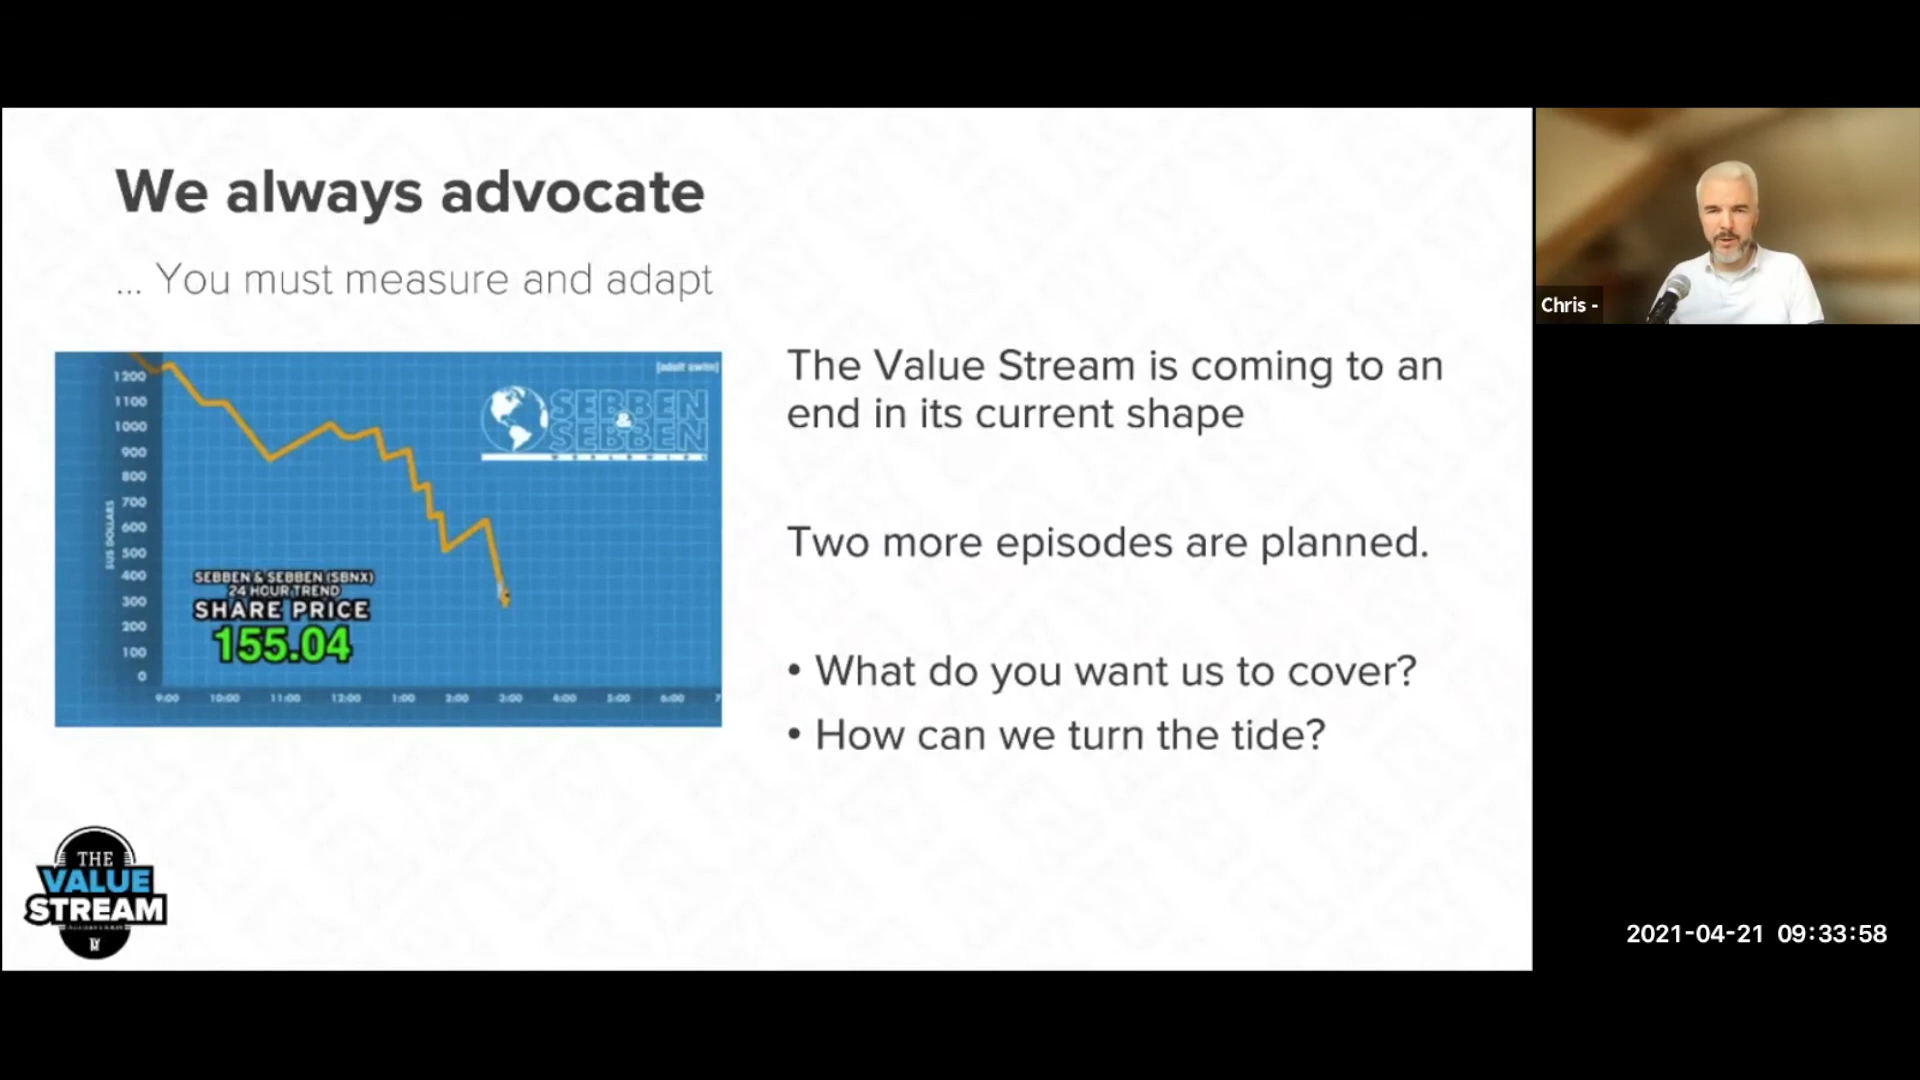 We always advocate
... You must measure and adapt
[adult swim]
SEBBEN
&
SEBBEN
WORLDWIDE
1200
1100
1000
900
800
700
600
500
400
300
200
100
0
$US DOLLARS
SEBBEN & SEBBEN (SBNX)
24 HOUR TREND
SHARE PRICE
155.04
9:00 10:00 11:00 12:00 1:00 2:00 3:00 4:00 5:00 6:00 7
The Value Stream is coming to an
end in its current shape
Two more episodes are planned.
• What do you want us to cover?
• How can we turn the tide?
THE
VALUE
STREAM
Chris -
2021-04-21 09:33:58